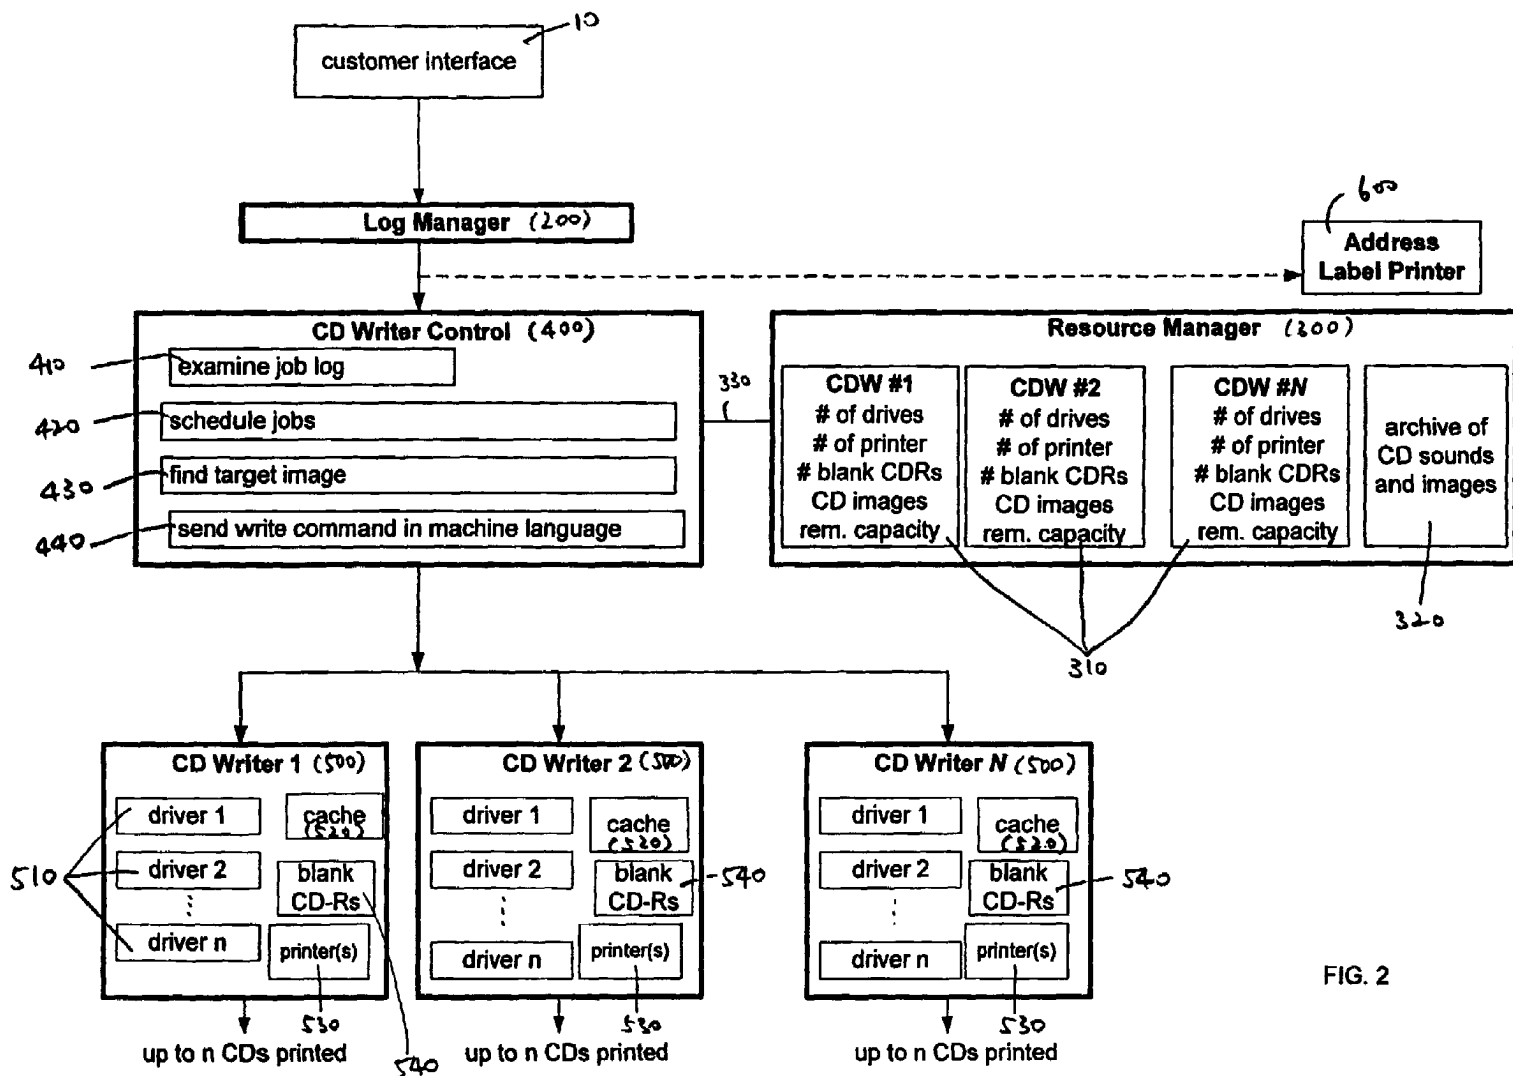 10
customer interface
Log Manager (200)
600
Address
Label Printer
CD Writer Control (400)
410
examine job log
420
schedule jobs
430
find target image
440
send write command in machine language
330
Resource Manager (300)
CDW #1
# of drives
# of printer
# blank CDRs
CD images
rem. capacity
CDW #2
# of drives
# of printer
# blank CDRs
CD images
rem. capacity
CDW #N
# of drives
# of printer
# blank CDRs
CD images
rem. capacity
archive of
CD sounds
and images
310
320
CD Writer 1 (500)
510
driver 1
driver 2
driver n
cache
(520)
blank
CD-Rs
printer(s)
530
540
up to n CDs printed
CD Writer 2 (500)
driver 1
driver 2
driver n
cache
(520)
blank
CD-Rs
540
printer(s)
530
up to n CDs printed
CD Writer N (500)
driver 1
driver 2
driver n
cache
(520)
blank
CD-Rs
540
printer(s)
530
up to n CDs printed
FIG. 2